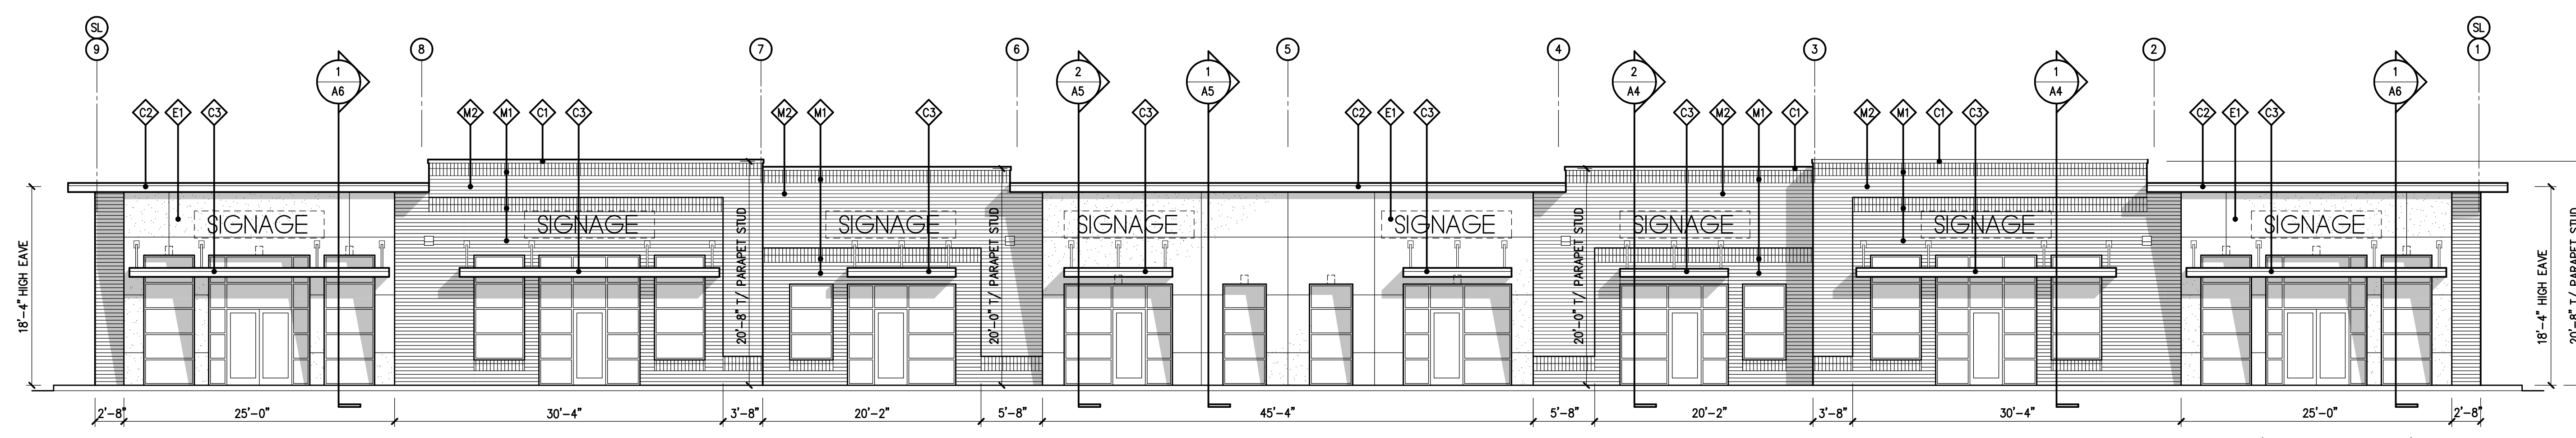 SL SL
9 8 7 6 5 4 3 2 1
1 2 1 2 1 1
A6 A5 A5 A4 A4 A6
C2 E1 C3 M2 M1 C1 C3 M2 M1 C3 C3 C2 E1 C3 C3 M2 M1 C1 M2 M1 C1 C3 C2 E1 C3
SIGNAGE SIGNAGE SIGNAGE SIGNAGE SIGNAGE SIGNAGE SIGNAGE SIGNAGE
18'-4" HIGH EAVE
20'-8" T/ PARAPET STUD
20'-0" T/ PARAPET STUD
20'-0" T/ PARAPET STUD
18'-4" HIGH EAVE
20'-8" T/ PARAPET STUD
2'-8" 25'-0" 30'-4" 3'-8" 20'-2" 5'-8" 45'-4" 5'-8" 20'-2" 3'-8" 30'-4" 25'-0" 2'-8"